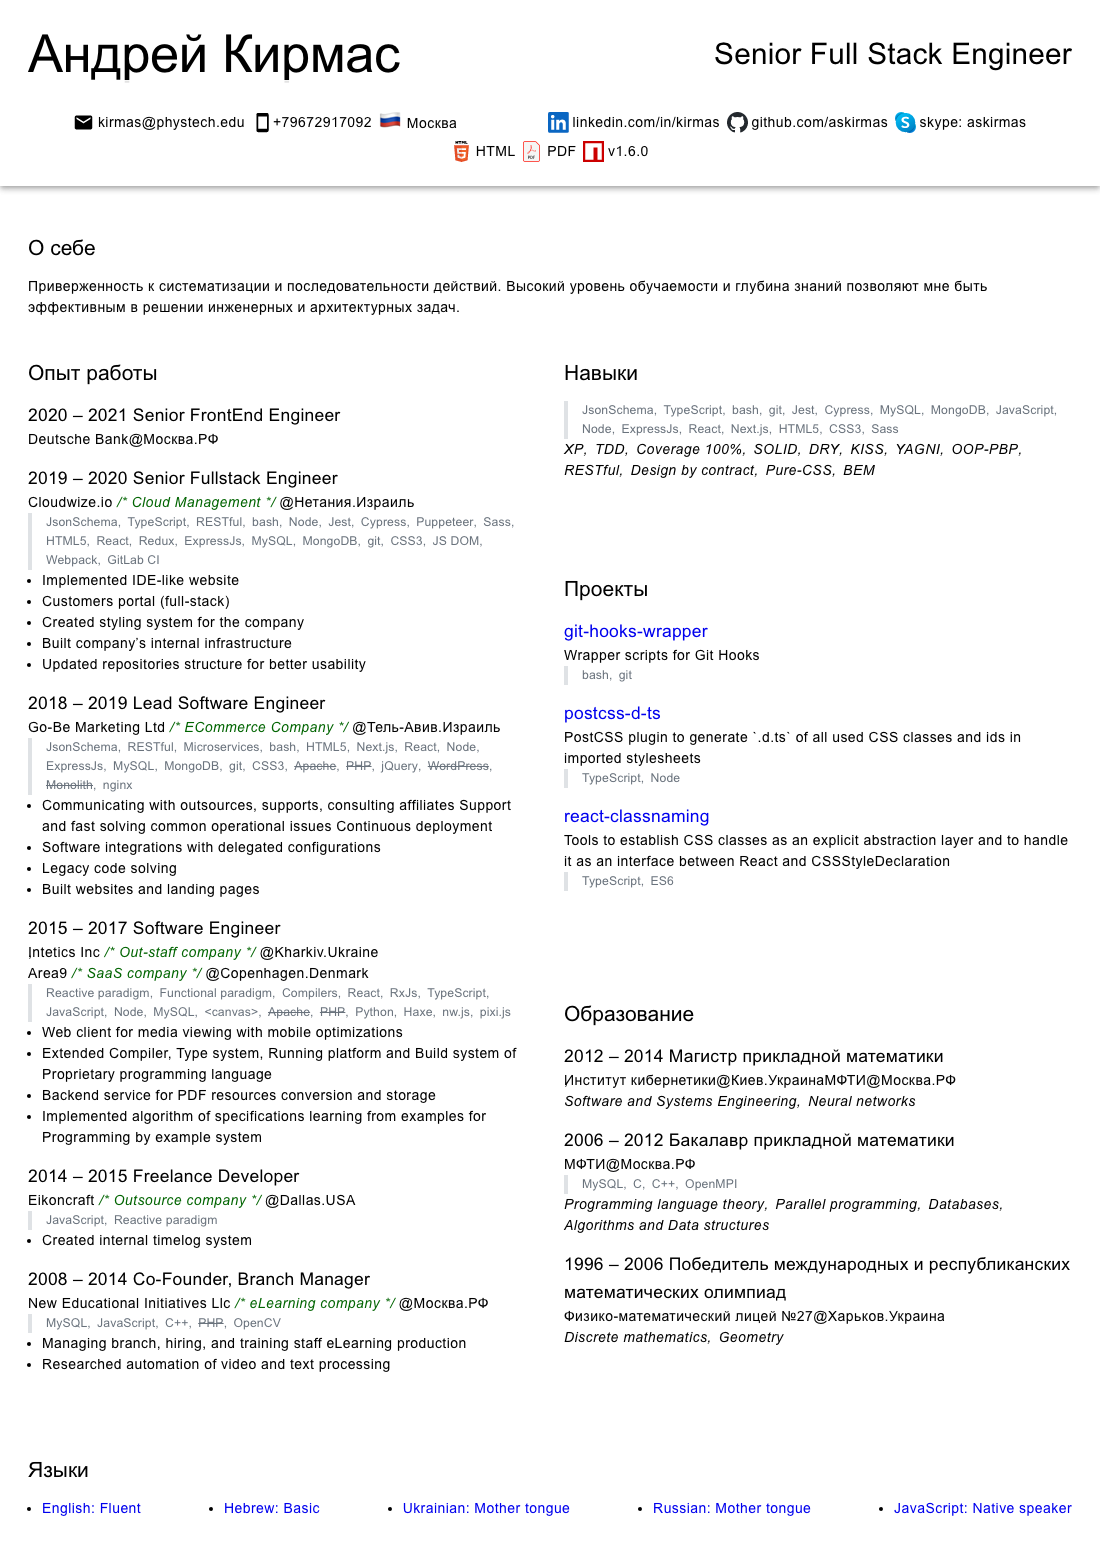 Андрей Кирмас
Senior Full Stack Engineer
kirmas@phystech.edu +79672917092 Москва
linkedin.com/in/kirmas github.com/askirmas skype: askirmas
HTML PDF v1.6.0
О себе
Приверженность к систематизации и последовательности действий. Высокий уровень обучаемости и глубина знаний позволяют мне быть
эффективным в решении инженерных и архитектурных задач.
Опыт работы
2020 – 2021 Senior FrontEnd Engineer
Deutsche Bank@Москва.РФ
2019 – 2020 Senior Fullstack Engineer
Cloudwize.io /* Cloud Management */ @Нетания.Израиль
JsonSchema, TypeScript, RESTful, bash, Node, Jest, Cypress, Puppeteer, Sass,
HTML5, React, Redux, ExpressJs, MySQL, MongoDB, git, CSS3, JS DOM,
Webpack, GitLab CI
• Implemented IDE-like website
• Customers portal (full-stack)
• Created styling system for the company
• Built company's internal infrastructure
• Updated repositories structure for better usability
2018 – 2019 Lead Software Engineer
Go-Be Marketing Ltd /* ECommerce Company */ @Тель-Авив.Израиль
JsonSchema, RESTful, Microservices, bash, HTML5, Next.js, React, Node,
ExpressJs, MySQL, MongoDB, git, CSS3, Apache, PHP, jQuery, WordPress,
Monolith, nginx
• Communicating with outsources, supports, consulting affiliates Support
and fast solving common operational issues Continuous deployment
• Software integrations with delegated configurations
• Legacy code solving
• Built websites and landing pages
2015 – 2017 Software Engineer
Intetics Inc /* Out-staff company */ @Kharkiv.Ukraine
Area9 /* SaaS company */ @Copenhagen.Denmark
Reactive paradigm, Functional paradigm, Compilers, React, RxJs, TypeScript,
JavaScript, Node, MySQL, <canvas>, Apache, PHP, Python, Haxe, nw.js, pixi.js
• Web client for media viewing with mobile optimizations
• Extended Compiler, Type system, Running platform and Build system of
Proprietary programming language
• Backend service for PDF resources conversion and storage
• Implemented algorithm of specifications learning from examples for
Programming by example system
2014 – 2015 Freelance Developer
Eikoncraft /* Outsource company */ @Dallas.USA
JavaScript, Reactive paradigm
• Created internal timelog system
2008 – 2014 Co-Founder, Branch Manager
New Educational Initiatives Llc /* eLearning company */ @Москва.РФ
MySQL, JavaScript, C++, PHP, OpenCV
• Managing branch, hiring, and training staff eLearning production
• Researched automation of video and text processing
Навыки
JsonSchema, TypeScript, bash, git, Jest, Cypress, MySQL, MongoDB, JavaScript,
Node, ExpressJs, React, Next.js, HTML5, CSS3, Sass
XP, TDD, Coverage 100%, SOLID, DRY, KISS, YAGNI, OOP-PBP,
RESTful, Design by contract, Pure-CSS, BEM
Проекты
git-hooks-wrapper
Wrapper scripts for Git Hooks
bash, git
postcss-d-ts
PostCSS plugin to generate `.d.ts` of all used CSS classes and ids in
imported stylesheets
TypeScript, Node
react-classnaming
Tools to establish CSS classes as an explicit abstraction layer and to handle
it as an interface between React and CSSStyleDeclaration
TypeScript, ES6
Образование
2012 – 2014 Магистр прикладной математики
Институт кибернетики@Киев.УкраинаМФТИ@Москва.РФ
Software and Systems Engineering, Neural networks
2006 – 2012 Бакалавр прикладной математики
МФТИ@Москва.РФ
MySQL, C, C++, OpenMPI
Programming language theory, Parallel programming, Databases,
Algorithms and Data structures
1996 – 2006 Победитель международных и республиканских
математических олимпиад
Физико-математический лицей №27@Харьков.Украина
Discrete mathematics, Geometry
Языки
• English: Fluent
• Hebrew: Basic
• Ukrainian: Mother tongue
• Russian: Mother tongue
• JavaScript: Native speaker